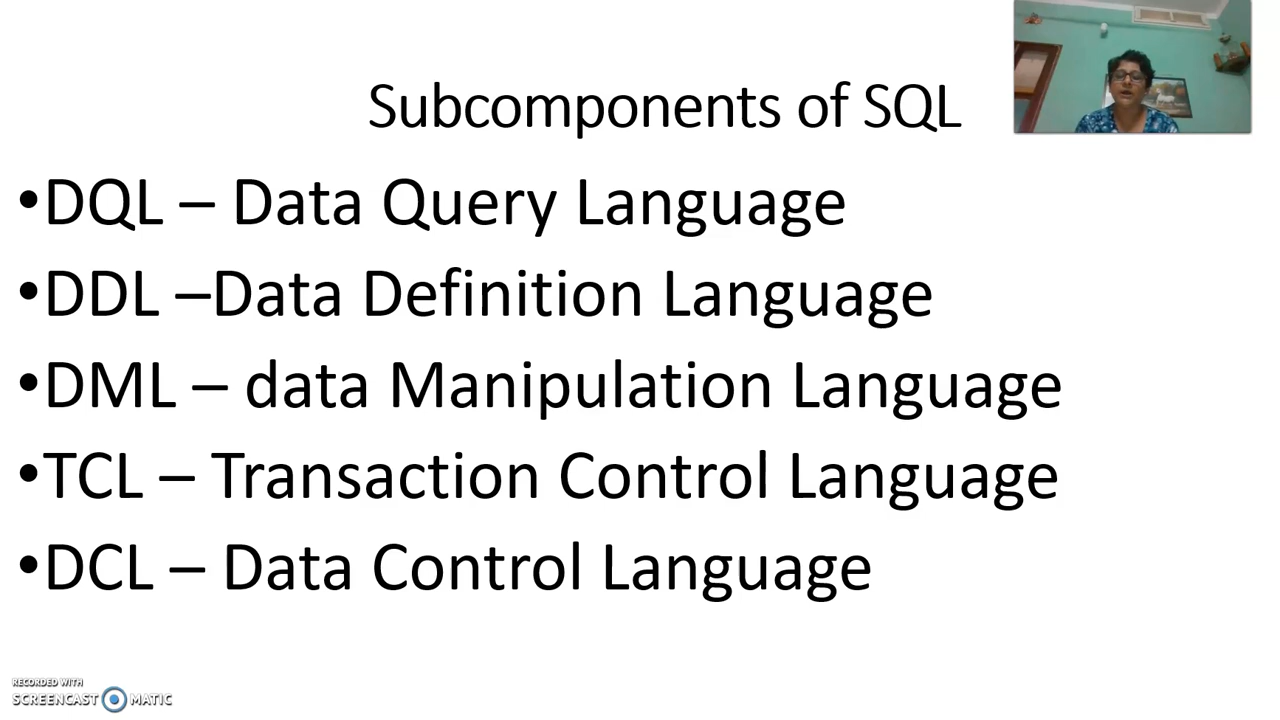 Subcomponents of SQL
•DQL – Data Query Language
•DDL –Data Definition Language
•DML – data Manipulation Language
•TCL – Transaction Control Language
•DCL – Data Control Language
RECORDED WITH
SCREENCAST MATIC